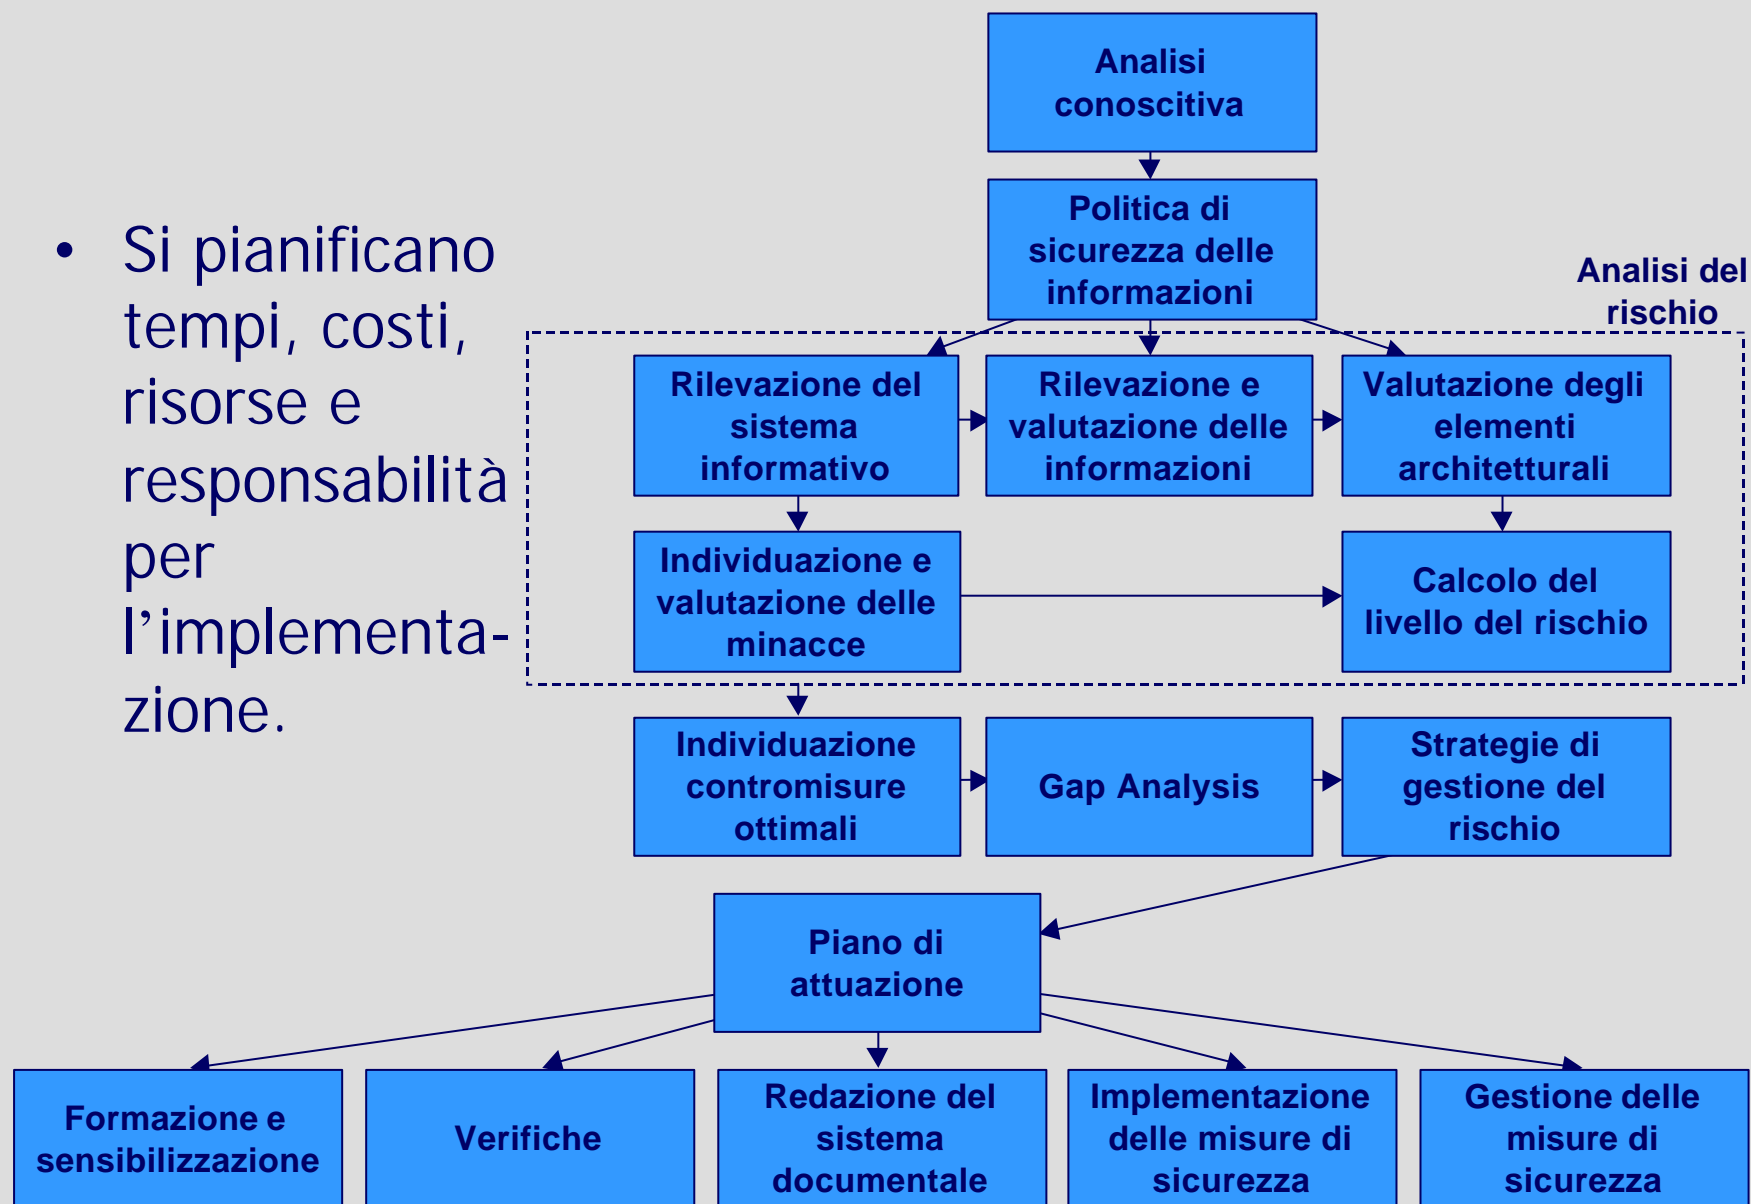 Analisi
conoscitiva
Politica di
sicurezza delle
informazioni
• Si pianificano
tempi, costi,
risorse e
responsabilità
per
l’implementa-
zione.
Analisi del
rischio
Rilevazione del
sistema
informativo
Rilevazione e
valutazione delle
informazioni
Valutazione degli
elementi
architetturali
Individuazione e
valutazione delle
minacce
Calcolo del
livello del rischio
Individuazione
contromisure
ottimali
Gap Analysis
Strategie di
gestione del
rischio
Piano di
attuazione
Formazione e
sensibilizzazione
Verifiche
Redazione del
sistema
documentale
Implementazione
delle misure di
sicurezza
Gestione delle
misure di
sicurezza